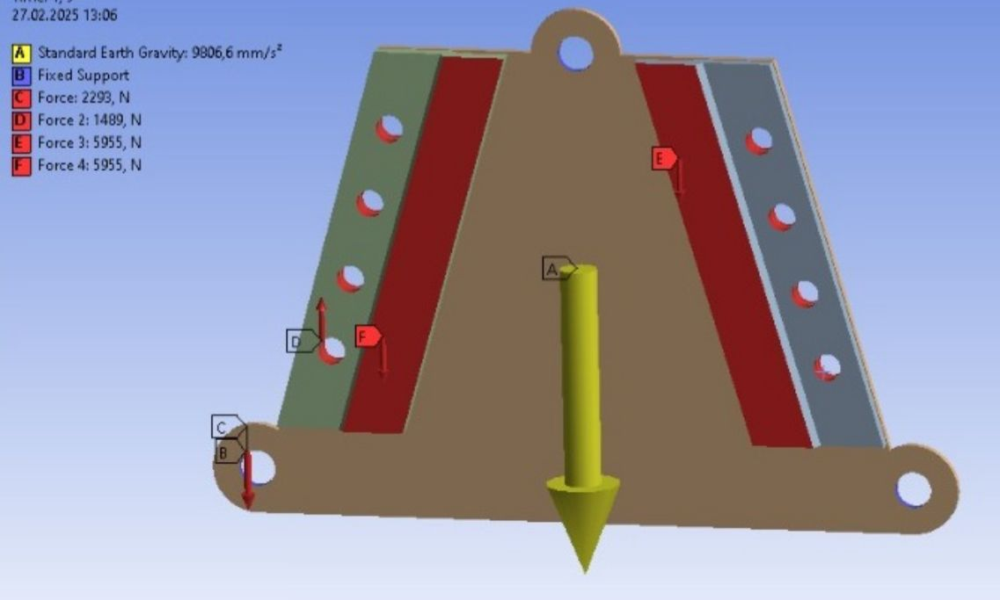 27.02.2025 13:06
A Standard Earth Gravity: 9806,6 mm/s²
B Fixed Support
C Force: 2293, N
D Force 2: 1489, N
E Force 3: 5955, N
F Force 4: 5955, N
E
A
D
F
C
B